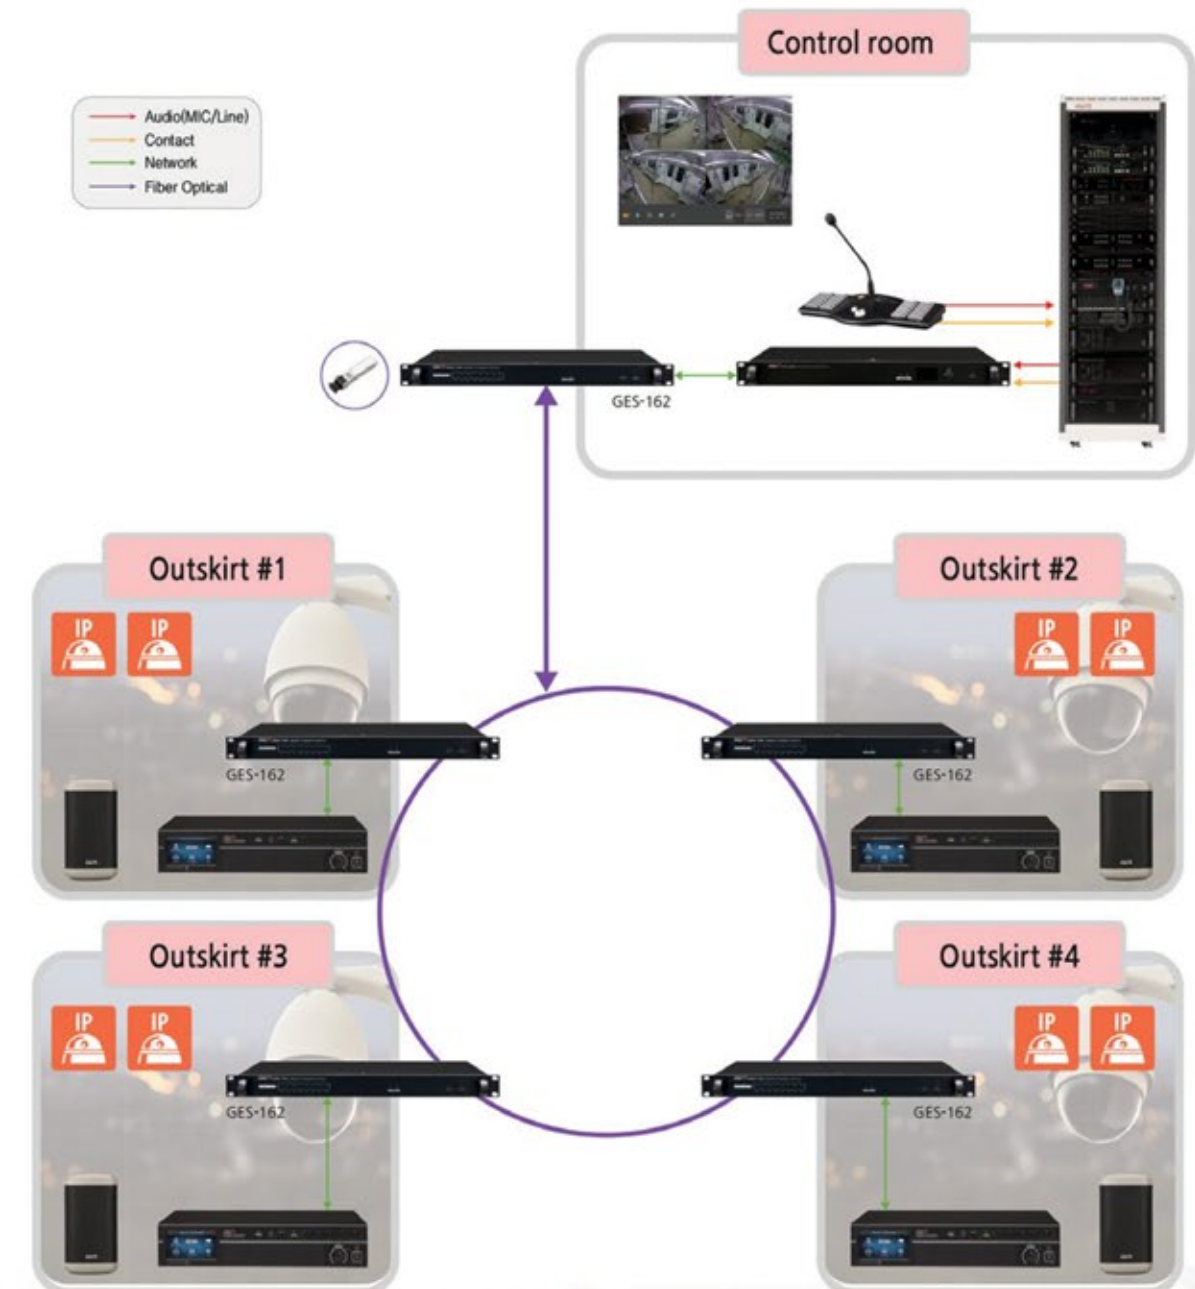 Control room
Audio(MIC/Line)
Contact
Network
Fiber Optical
GES-162
Outskirt #1
IP
IP
GES-162
Outskirt #2
IP
IP
GES-162
Outskirt #3
IP
IP
GES-162
Outskirt #4
IP
IP
GES-162